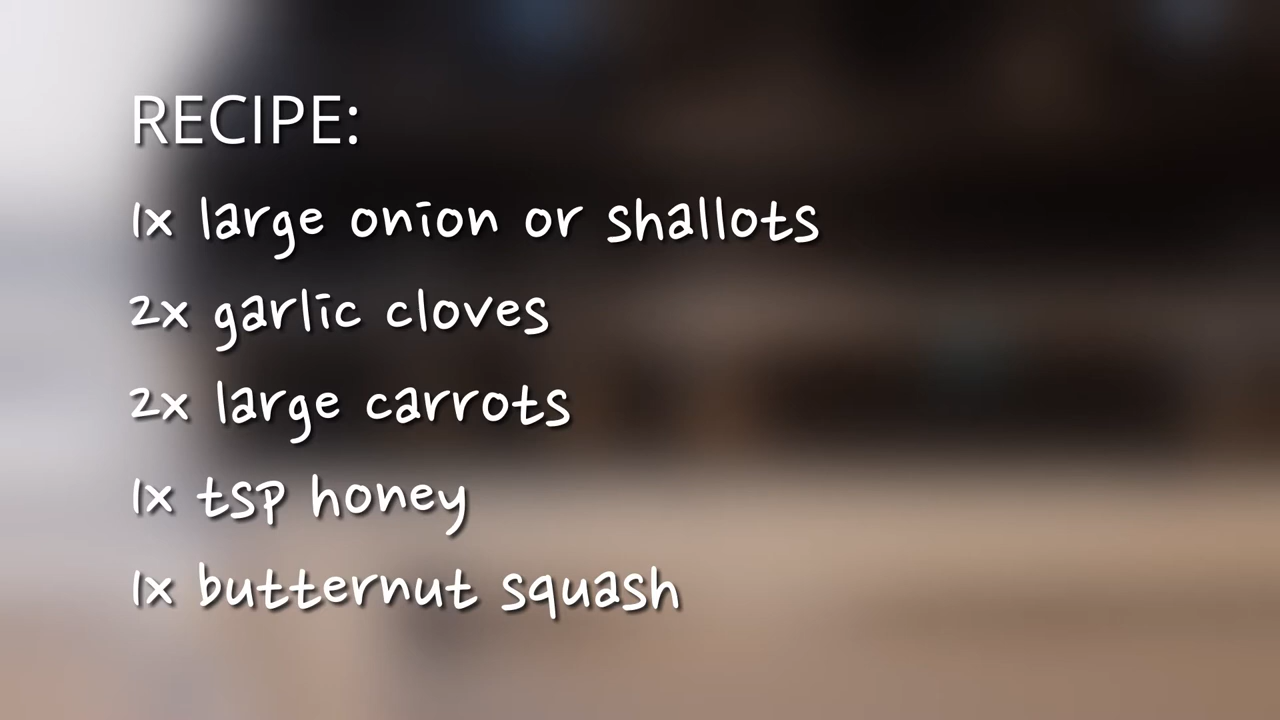 RECIPE:
1x large onion or shallots
2x garlic cloves
2x large carrots
1x tsp honey
1x butternut squash